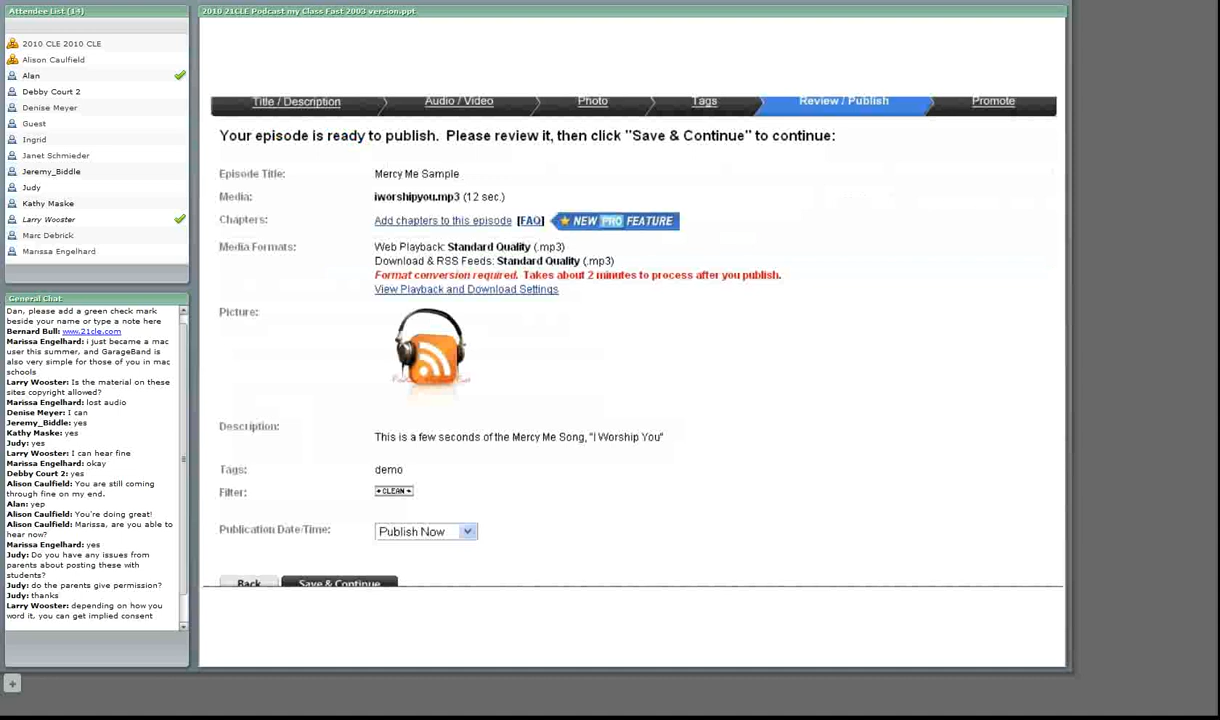 Attendee List (14)
2010 CLE 2010 CLE
Alison Caulfield
Alan
Debby Court 2
Denise Meyer
Guest
Ingrid
Janet Schmieder
Jeremy_Biddle
Judy
Kathy Maske
Larry Wooster
Marc Debrick
Marissa Engelhard
General Chat
Dan, please add a green check mark
beside your name or type a note here
Bernard Bull: www.21cle.com
Marissa Engelhard: i just became a mac
user this summer, and GarageBand is
also very simple for those of you in mac
schools
Larry Wooster: Is the material on these
sites copyright allowed?
Marissa Engelhard: lost audio
Denise Meyer: I can
Jeremy_Biddle: yes
Kathy Maske: yes
Judy: yes
Larry Wooster: I can hear fine
Marissa Engelhard: okay
Debby Court 2: yes
Alison Caulfield: You are still coming
through fine on my end.
Alan: yep
Alison Caulfield: You're doing great!
Alison Caulfield: Marissa, are you able to
hear now?
Marissa Engelhard: yes
Judy: Do you have any issues from
parents about posting these with
students?
Judy: do the parents give permission?
Judy: thanks
Larry Wooster: depending on how you
word it, you can get implied consent
2010 21CLE Podcast my Class Fast 2003 version.ppt
Title / Description
Audio / Video
Photo
Tags
Review / Publish
Promote
Your episode is ready to publish. Please review it, then click "Save & Continue" to continue:
Episode Title: Mercy Me Sample
Media: iworshipyou.mp3 (12 sec.)
Chapters: Add chapters to this episode [FAQ] NEW PRO FEATURE
Media Formats: Web Playback: Standard Quality (.mp3)
Download & RSS Feeds: Standard Quality (.mp3)
Format conversion required. Takes about 2 minutes to process after you publish.
View Playback and Download Settings
Picture:
Description:
This is a few seconds of the Mercy Me Song, "I Worship You"
Tags: demo
Filter: CLEAN
Publication Date/Time: Publish Now
Back Save & Continue